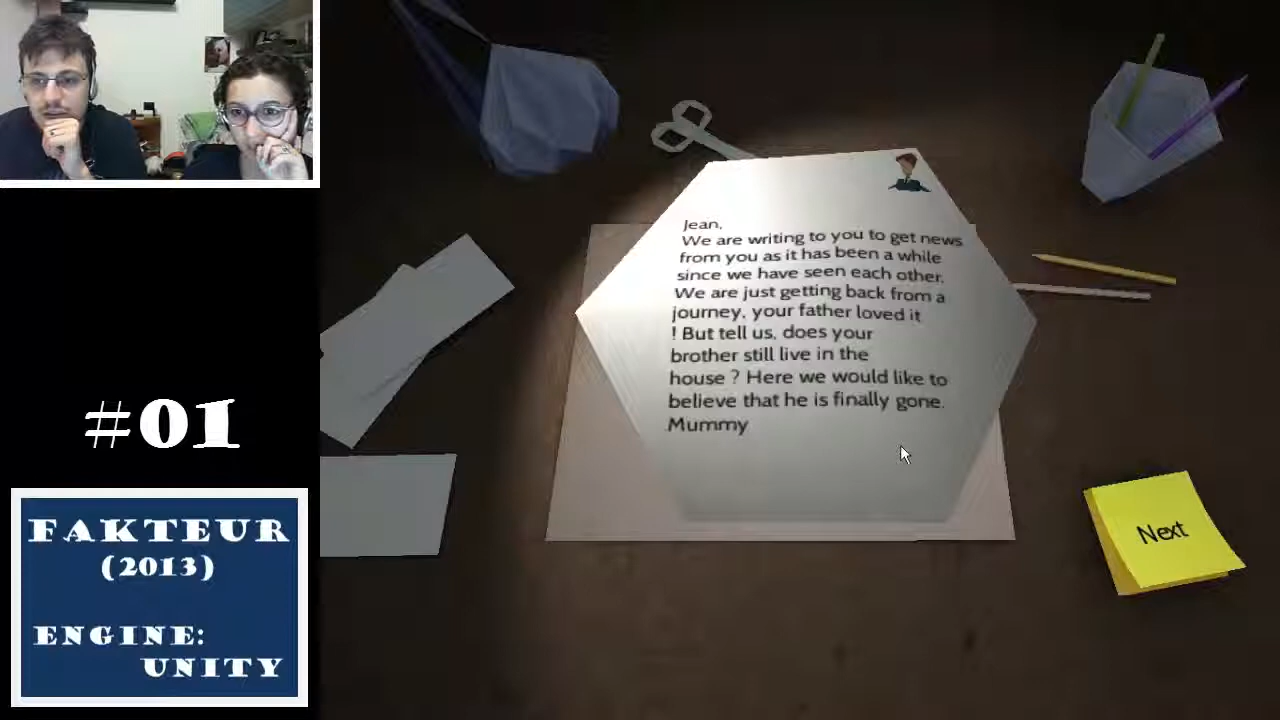 Jean,
We are writing to you to get news
from you as it has been a while
since we have seen each other.
We are just getting back from a
journey, your father loved it
! But tell us, does your
brother still live in the
house ? Here we would like to
believe that he is finally gone.
Mummy
Next
#01
FAKTEUR
(2013)
ENGINE:
UNITY